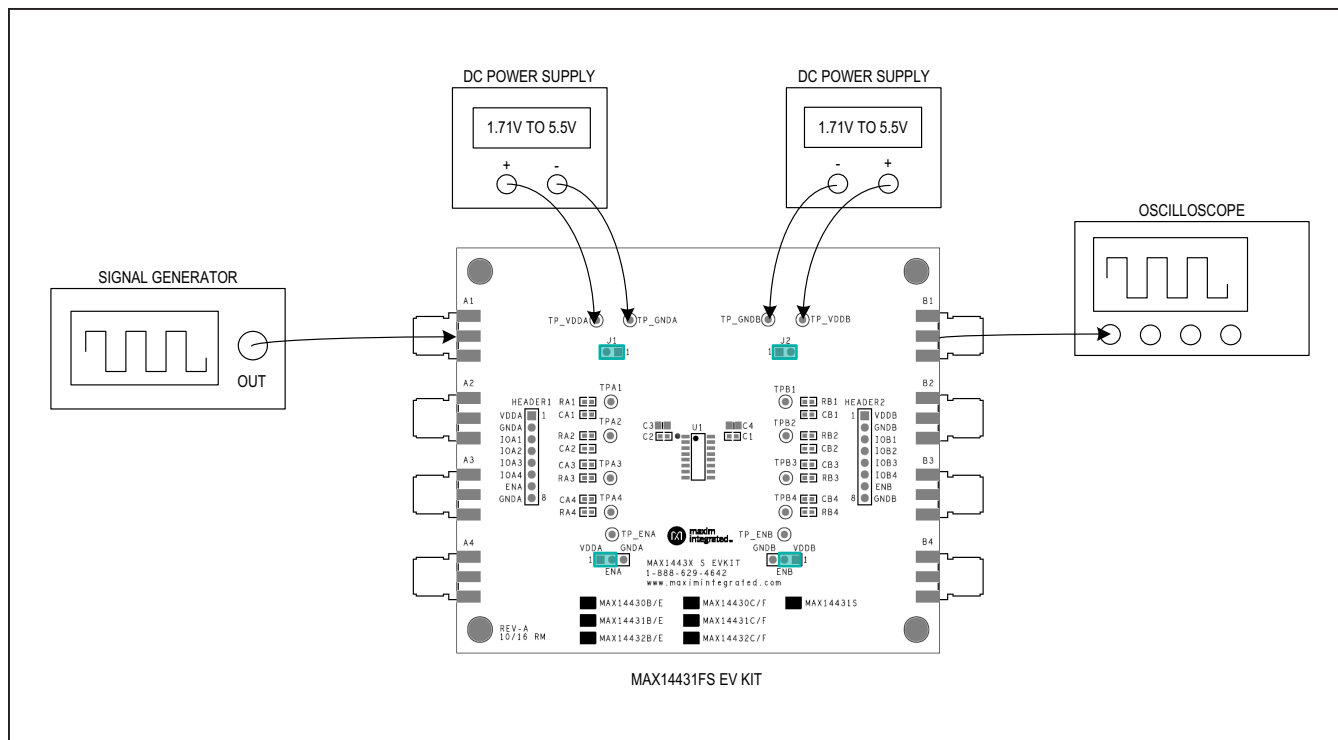 DC POWER SUPPLY
1.71V TO 5.5V
+ -
DC POWER SUPPLY
1.71V TO 5.5V
- +
SIGNAL GENERATOR
OUT
OSCILLOSCOPE
A1
A2
A3
A4
B1
B2
B3
B4
TP_VDDA
TP_GNDA
TP_GNDB
TP_VDDB
J1
1
J2
1
HEADER1
VDDA 1
GNDA
IOA1
IOA2
IOA3
IOA4
ENA
GNDA 8
RA1
CA1
RA2
CA2
CA3
RA3
CA4
RA4
TPA1
TPA2
TPA3
TPA4
TP_ENA
C3
C2
U1
C4
C1
TPB1
TPB2
TPB3
TPB4
TP_ENB
RB1
CB1
RB2
CB2
CB3
RB3
CB4
RB4
HEADER2
1 VDDB
GNDB
IOB1
IOB2
IOB3
IOB4
ENB
8 GNDB
maxim
integrated™
VDDA GNDA
1
ENA
GNDB VDDB
1
ENB
MAX1443X S EVKIT
1-888-629-4642
www.maximintegrated.com
MAX14430B/E MAX14430C/F MAX14431S
MAX14431B/E MAX14431C/F
MAX14432B/E MAX14432C/F
REV-A
10/16 RM
MAX14431FS EV KIT